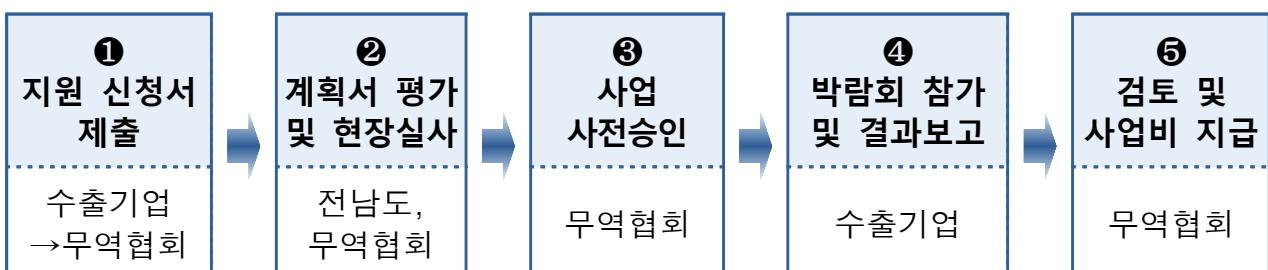 ❶
지원 신청서
제출
수출기업
→무역협회
❷
계획서 평가
및 현장실사
전남도,
무역협회
❸
사업
사전승인
무역협회
❹
박람회 참가
및 결과보고
수출기업
❺
검토 및
사업비 지급
무역협회